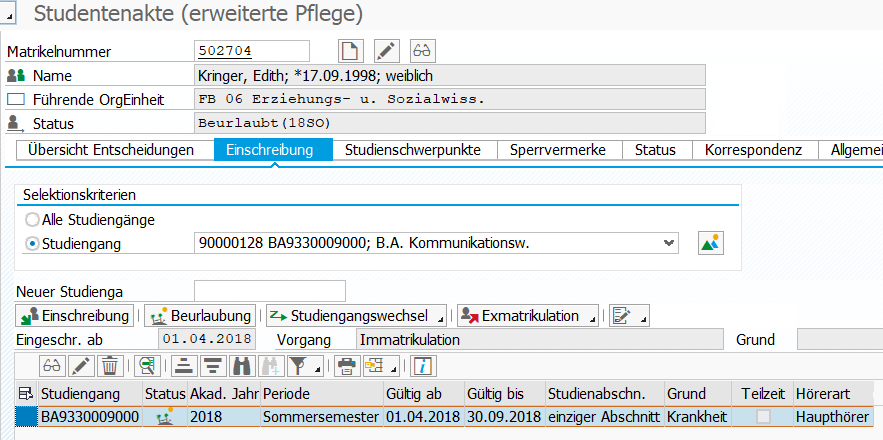 Studentenakte (erweiterte Pflege)
Matrikelnummer 502704
Name Kringer, Edith; *17.09.1998; weiblich
Führende OrgEinheit FB 06 Erziehungs- u. Sozialwiss.
Status Beurlaubt(18SO)
Übersicht Entscheidungen Einschreibung Studienschwerpunkte Sperrvermerke Status Korrespondenz Allgemei
Selektionskriterien
Alle Studiengänge
Studiengang 90000128 BA9330009000; B.A. Kommunikationsw.
Neuer Studienga
Einschreibung Beurlaubung Studiengangswechsel Exmatrikulation
Eingeschr. ab 01.04.2018 Vorgang Immatrikulation Grund
Studiengang Status Akad. Jahr Periode Gültig ab Gültig bis Studienabschn. Grund Teilzeit Hörerart
BA9330009000 2018 Sommersemester 01.04.2018 30.09.2018 einziger Abschnitt Krankheit Haupthörer